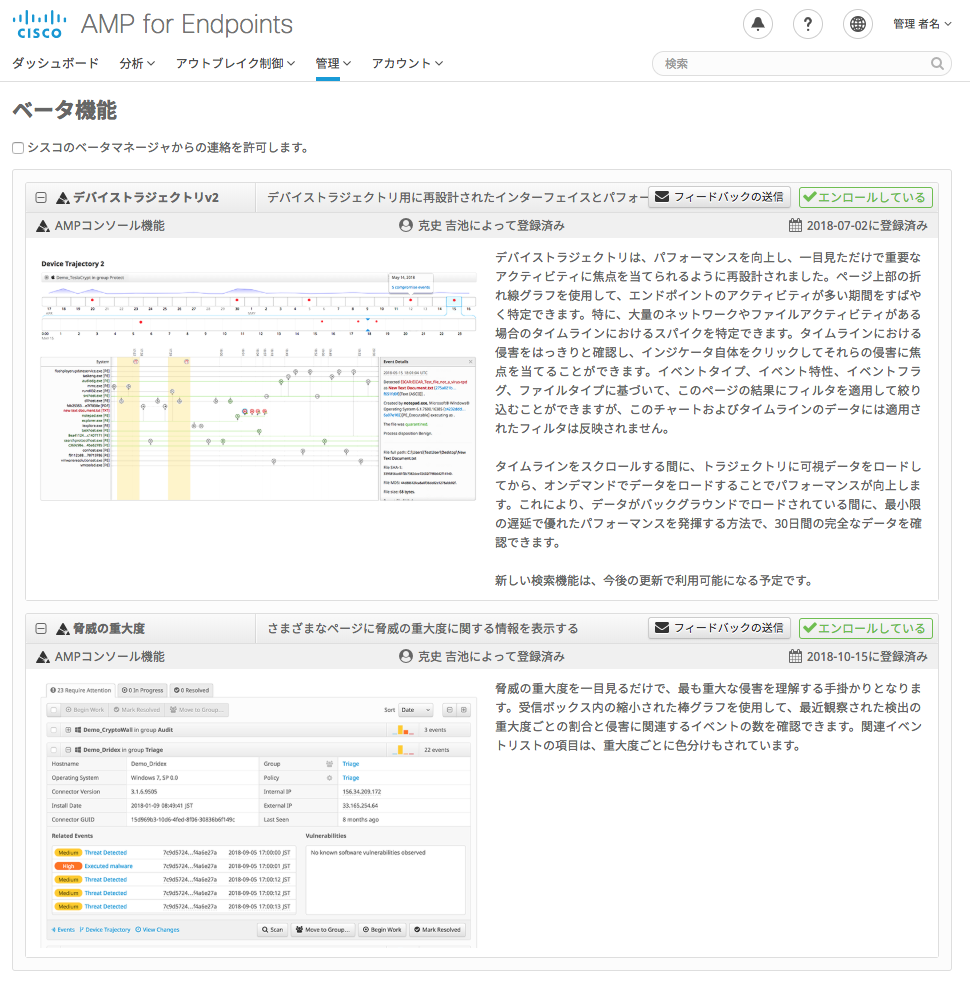 cisco AMP for Endpoints
管理 者名
ダッシュボード 分析 アウトブレイク制御 管理 アカウント
検索
ベータ機能
シスコのベータマネージャからの連絡を許可します。
デバイストラジェクトリv2
デバイストラジェクトリ用に再設計されたインターフェイスとパフォー
フィードバックの送信
エンロールしている
AMPコンソール機能
克史 吉池によって登録済み
2018-07-02に登録済み
Device Trajectory 2
Demo_TeslaCrypt in group Protect
May 14, 2018
5 compromise events
System
Event Details
The file was quarantined.
Process disposition Benign.
File size: 68 bytes.
デバイストラジェクトリは、パフォーマンスを向上し、一目見ただけで重要な
アクティビティに焦点を当てられるように再設計されました。ページ上部の折
れ線グラフを使用して、エンドポイントのアクティビティが多い期間をすばや
く特定できます。特に、大量のネットワークやファイルアクティビティがある
場合のタイムラインにおけるスパイクを特定できます。タイムラインにおける
侵害をはっきりと確認し、インジケータ自体をクリックしてそれらの侵害に焦
点を当てることができます。イベントタイプ、イベント特性、イベントフラ
グ、ファイルタイプに基づいて、このページの結果にフィルタを適用して絞り
込むことができますが、このチャートおよびタイムラインのデータには適用さ
れたフィルタは反映されません。
タイムラインをスクロールする間に、トラジェクトリに可視データをロードし
てから、オンデマンドでデータをロードすることでパフォーマンスが向上しま
す。これにより、データがバックグラウンドでロードされている間に、最小限
の遅延で優れたパフォーマンスを発揮する方法で、30日間の完全なデータを確
認できます。
新しい検索機能は、今後の更新で利用可能になる予定です。
脅威の重大度
さまざまなページに脅威の重大度に関する情報を表示する
フィードバックの送信
エンロールしている
AMPコンソール機能
克史 吉池によって登録済み
2018-10-15に登録済み
23 Require Attention 0 In Progress 0 Resolved
Begin Work Mark Resolved Move to Group... Sort Date
Demo_CryptoWall in group Audit 3 events
Demo_Dridex in group Triage 22 events
Hostname Demo_Dridex Group Triage
Operating System Windows 7, SP 0.0 Policy Triage
Connector Version 3.1.6.9505 Internal IP 156.34.209.172
Install Date 2018-01-09 08:49:41 JST External IP 33.165.254.64
Connector GUID 15d969b3-10d6-4fed-8f06-30836b6f149c Last Seen 8 months ago
Related Events Vulnerabilities
Medium Threat Detected 7c9d5724...f4a6e27a 2018-09-05 17:00:00 JST
No known software vulnerabilities observed
High Executed malware 7c9d5724...f4a6e27a 2018-09-05 17:00:01 JST
Medium Threat Detected 7c9d5724...f4a6e27a 2018-09-05 17:00:12 JST
Medium Threat Detected 7c9d5724...f4a6e27a 2018-09-05 17:00:12 JST
Medium Threat Detected 7c9d5724...f4a6e27a 2018-09-05 17:00:13 JST
Events Device Trajectory View Changes Scan Move to Group... Begin Work Mark Resolved
脅威の重大度を一目見るだけで、最も重大な侵害を理解する手掛かりとなりま
す。受信ボックス内の縮小された棒グラフを使用して、最近観察された検出の
重大度ごとの割合と侵害に関連するイベントの数を確認できます。関連イベン
トリストの項目は、重大度ごとに色分けもされています。